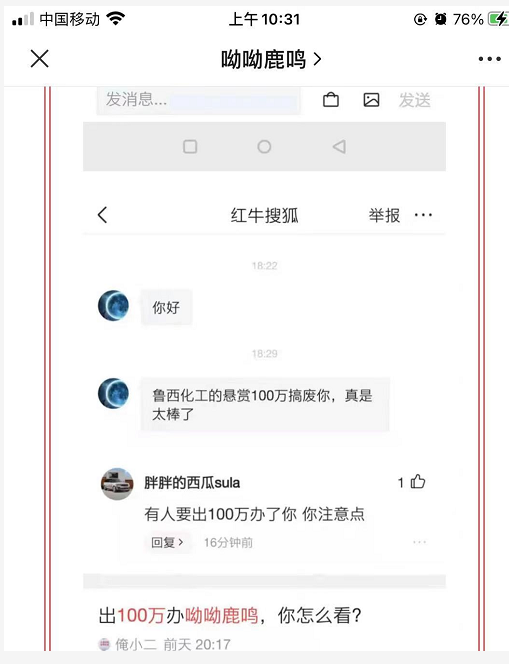 中国移动
上午10:31
76%
呦呦鹿鸣
发消息...
发送
红牛搜狐
举报
18:22
你好
18:29
鲁西化工的悬赏100万搞废你，真是
太棒了
胖胖的西瓜sula
1
有人要出100万办了你 你注意点
回复
16分钟前
出100万办呦呦鹿鸣，你怎么看?
俺小二 前天 20:17